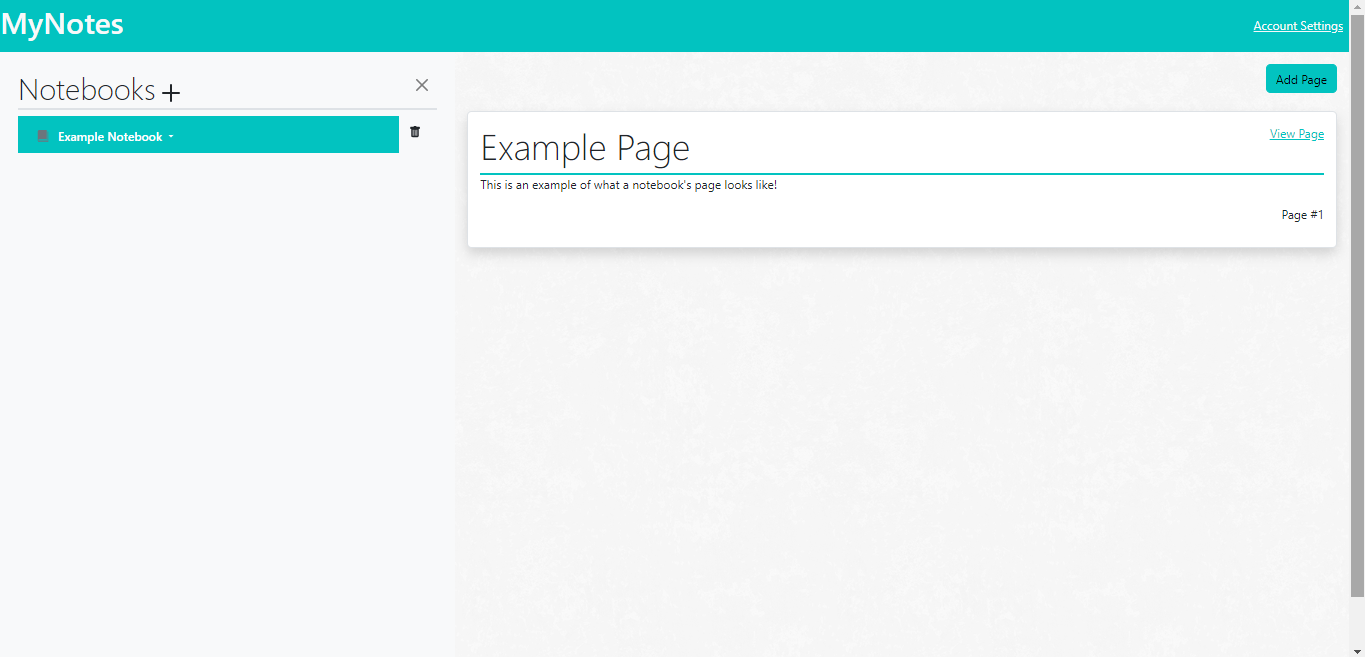 MyNotes
Account Settings
Notebooks +
Example Notebook
Add Page
Example Page
View Page
This is an example of what a notebook's page looks like!
Page #1